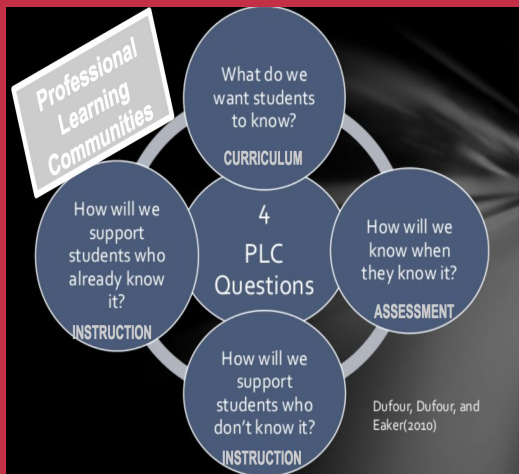 Professional
Learning
Communities
What do we
want students
to know?
CURRICULUM
4
PLC
Questions
How will we
know when
they know it?
ASSESSMENT
How will we
support
students who
don't know it?
INSTRUCTION
How will we
support
students who
already know
it?
INSTRUCTION
Dufour, Dufour, and
Eaker(2010)